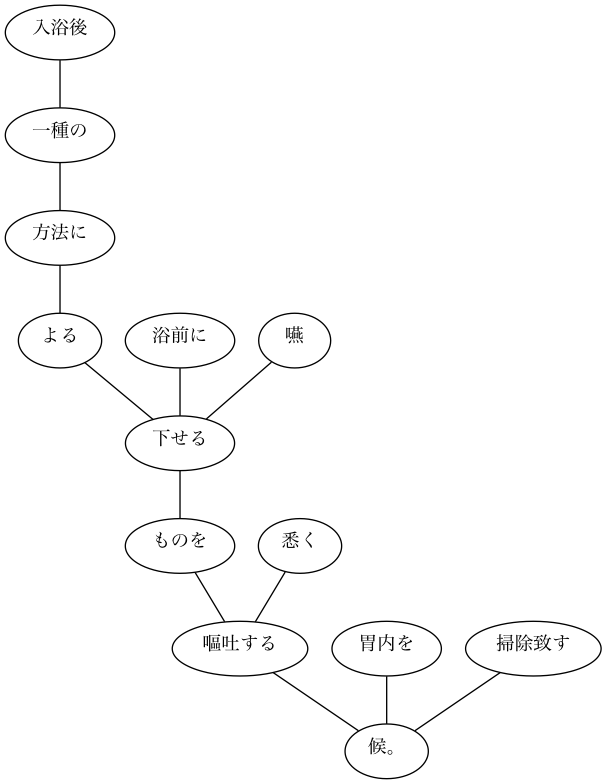 入浴後
一種の
方法に
よる 浴前に 嚥
下せる
ものを 悉く
嘔吐する 胃内を 掃除致す
候。